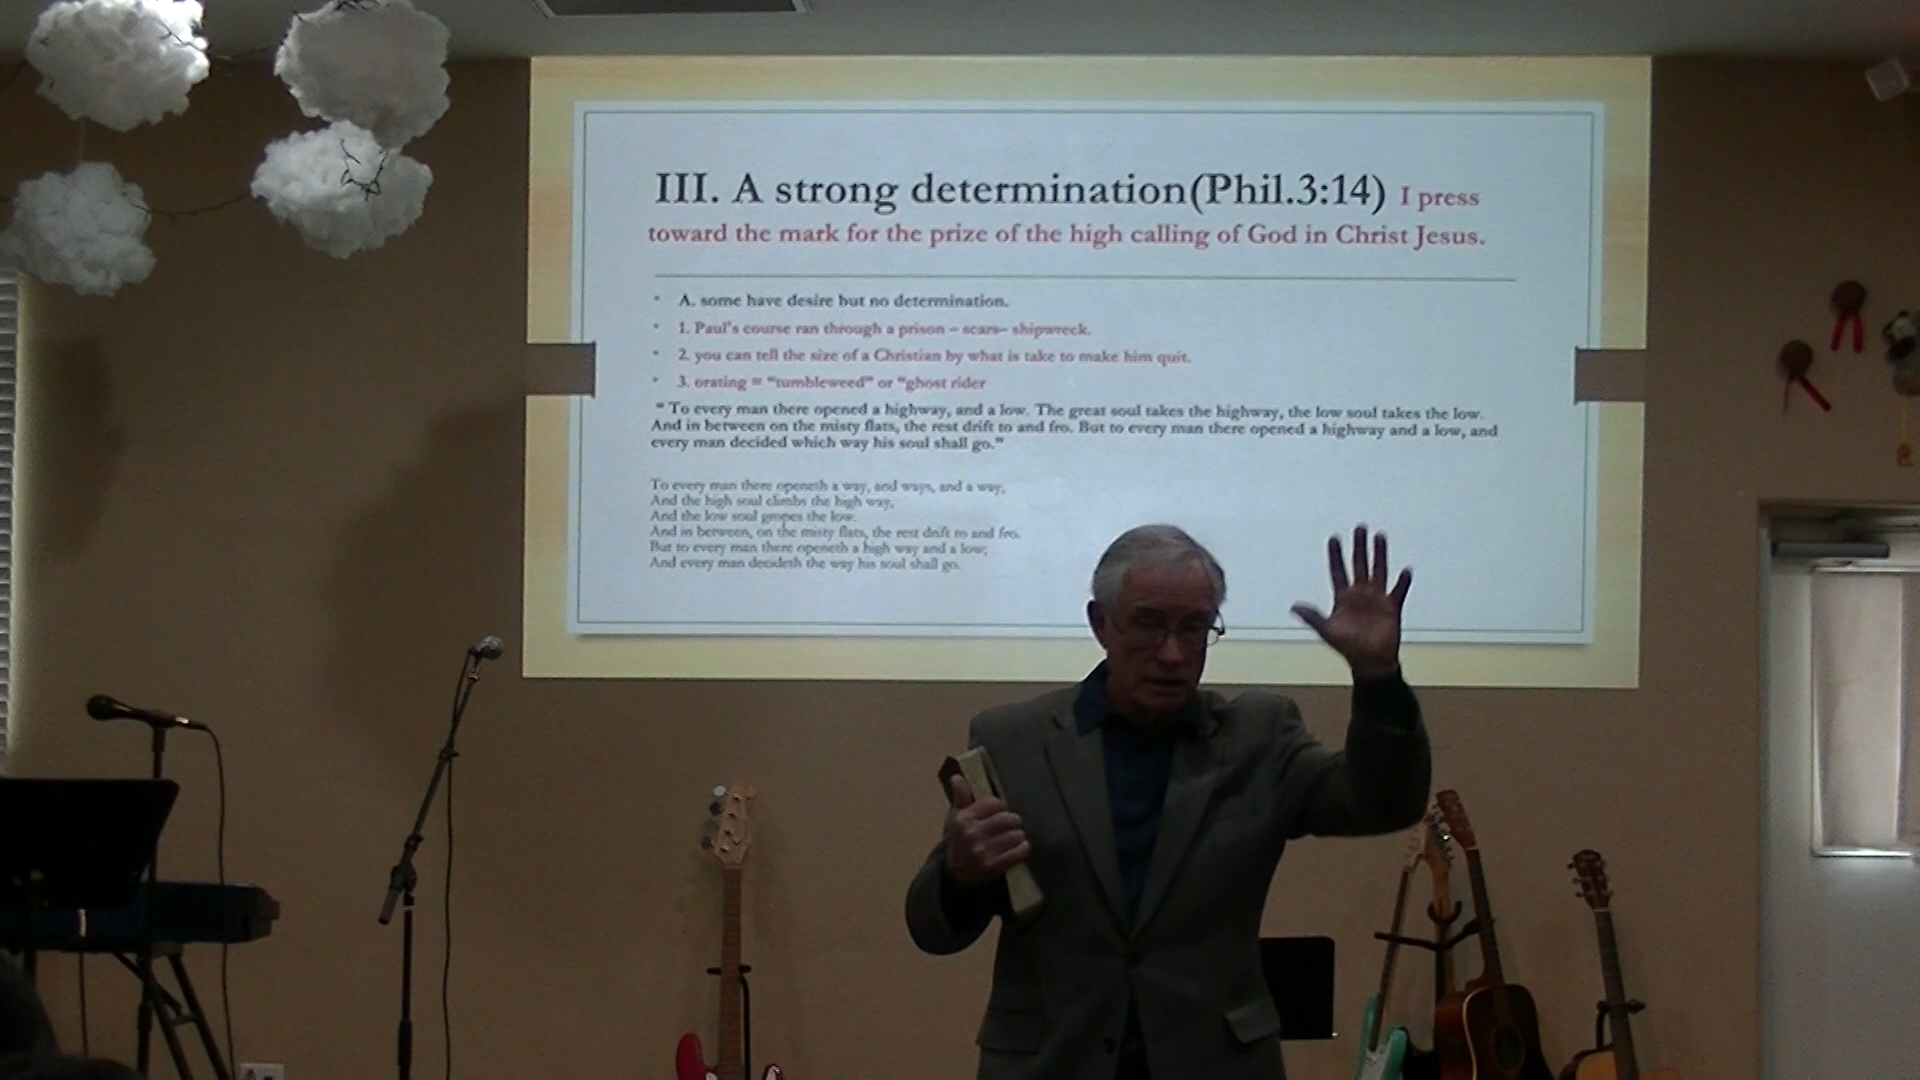 III. A strong determination(Phil.3:14) I press
toward the mark for the prize of the high calling of God in Christ Jesus.
• A. some have desire but no determination.
• 1. Paul's course ran through a prison – scars– shipwreck.
• 2. you can tell the size of a Christian by what is take to make him quit.
• 3. orating = "tumbleweed" or "ghost rider
" To every man there opened a highway, and a low. The great soul takes the highway, the low soul takes the low.
And in between on the misty flats, the rest drift to and fro. But to every man there opened a highway and a low, and
every man decided which way his soul shall go."
To every man there openeth a way, and ways, and a way,
And the high soul climbs the high way,
And the low soul gropes the low.
And in between, on the misty flats, the rest drift to and fro.
But to every man there openeth a high way and a low;
And every man decideth the way his soul shall go.